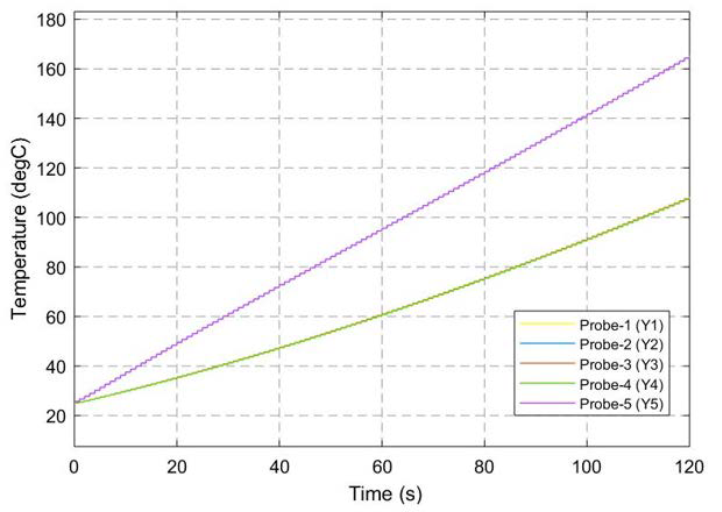 180
160
140
120
100
80
60
40
20
0 20 40 60 80 100 120
Temperature (degC)
Time (s)
Probe-1 (Y1)
Probe-2 (Y2)
Probe-3 (Y3)
Probe-4 (Y4)
Probe-5 (Y5)